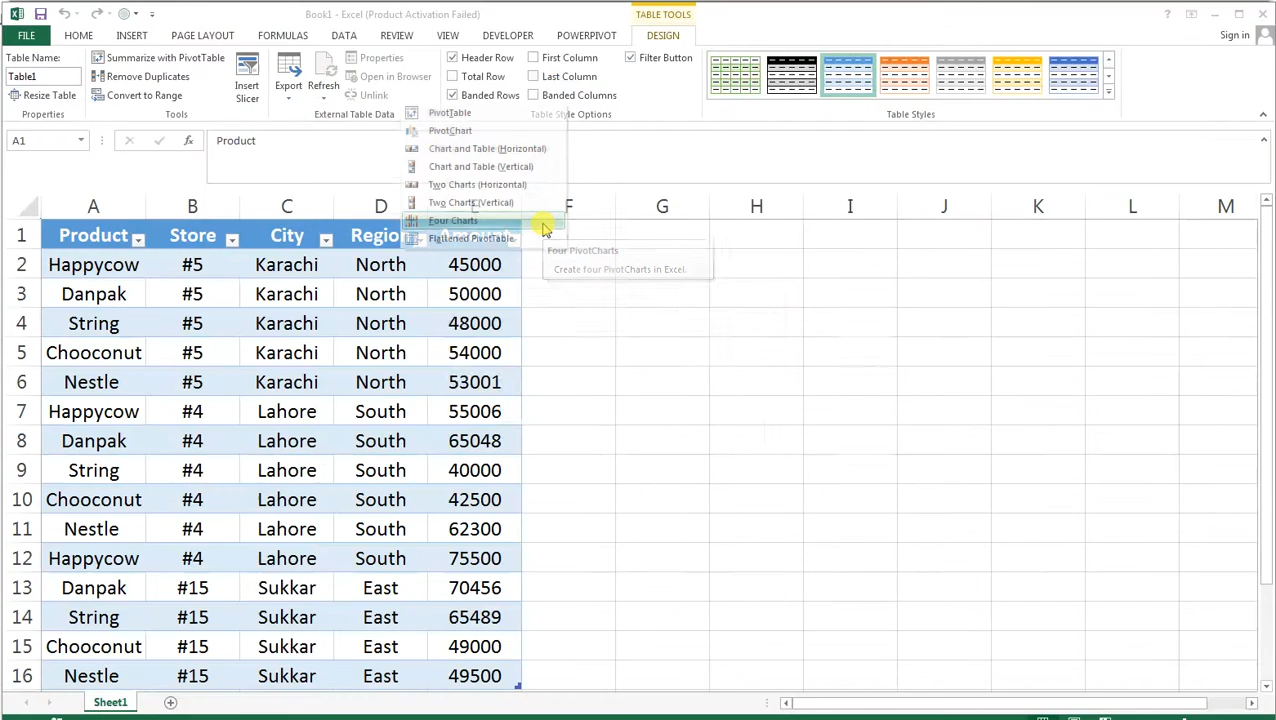 Book1 - Excel (Product Activation Failed)
TABLE TOOLS
FILE HOME INSERT PAGE LAYOUT FORMULAS DATA REVIEW VIEW DEVELOPER POWERPIVOT DESIGN Sign in
Table Name:
Resize Table
Properties
Summarize with PivotTable
Remove Duplicates
Convert to Range
Tools
Insert
Slicer
Export
Refresh
Properties
Open in Browser
Unlink
External Table Data
Header Row
Total Row
Banded Rows
First Column
Last Column
Banded Columns
Filter Button
Table Style Options
Table Styles
A1
Product
PivotTable
PivotChart
Chart and Table (Horizontal)
Chart and Table (Vertical)
Two Charts (Horizontal)
Two Charts (Vertical)
Four Charts
Flattened PivotTable
Four PivotCharts
Create four PivotCharts in Excel.
A B C D F G H I J K L M
1 Product Store City
2 Happycow #5 Karachi North 45000
3 Danpak #5 Karachi North 50000
4 String #5 Karachi North 48000
5 Chooconut #5 Karachi North 54000
6 Nestle #5 Karachi North 53001
7 Happycow #4 Lahore South 55006
8 Danpak #4 Lahore South 65048
9 String #4 Lahore South 40000
10 Chooconut #4 Lahore South 42500
11 Nestle #4 Lahore South 62300
12 Happycow #4 Lahore South 75500
13 Danpak #15 Sukkar East 70456
14 String #15 Sukkar East 65489
15 Chooconut #15 Sukkar East 49000
16 Nestle #15 Sukkar East 49500
Sheet1